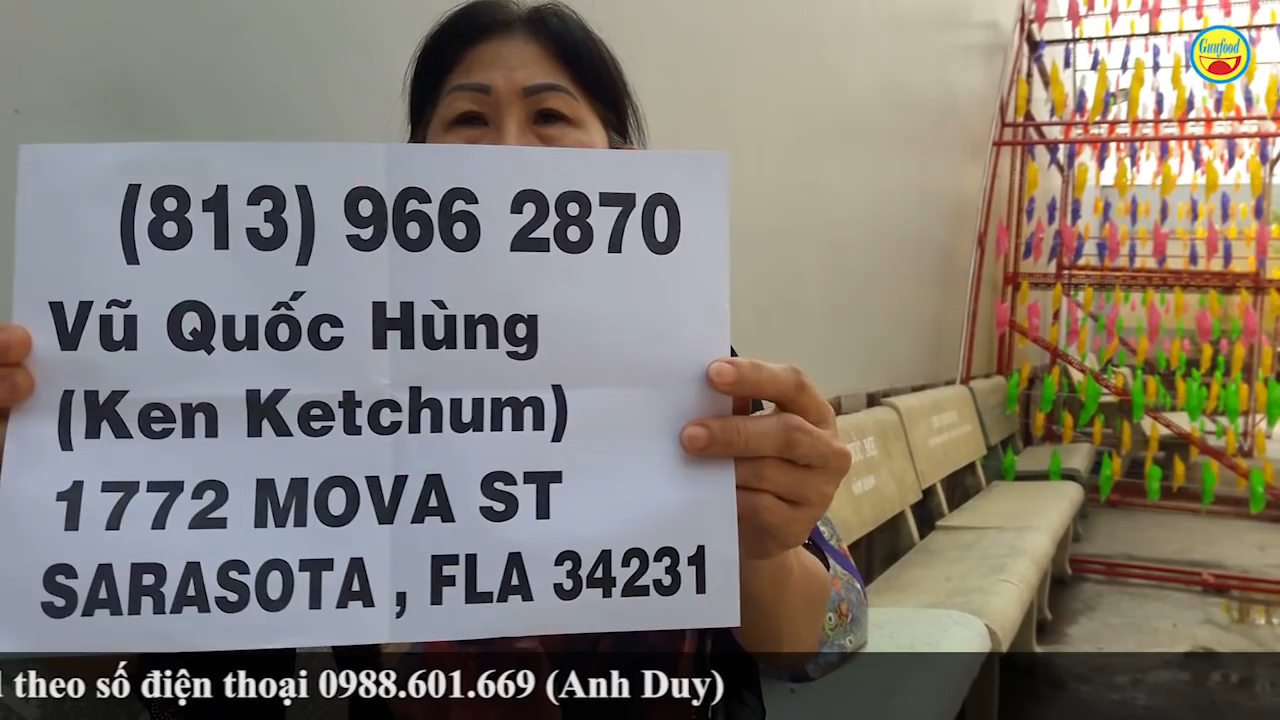 Gunfood
(813) 966 2870
Vũ Quốc Hùng
(Ken Ketchum)
1772 MOVA ST
SARASOTA , FLA 34231
theo số điện thoại 0988.601.669 (Anh Duy)